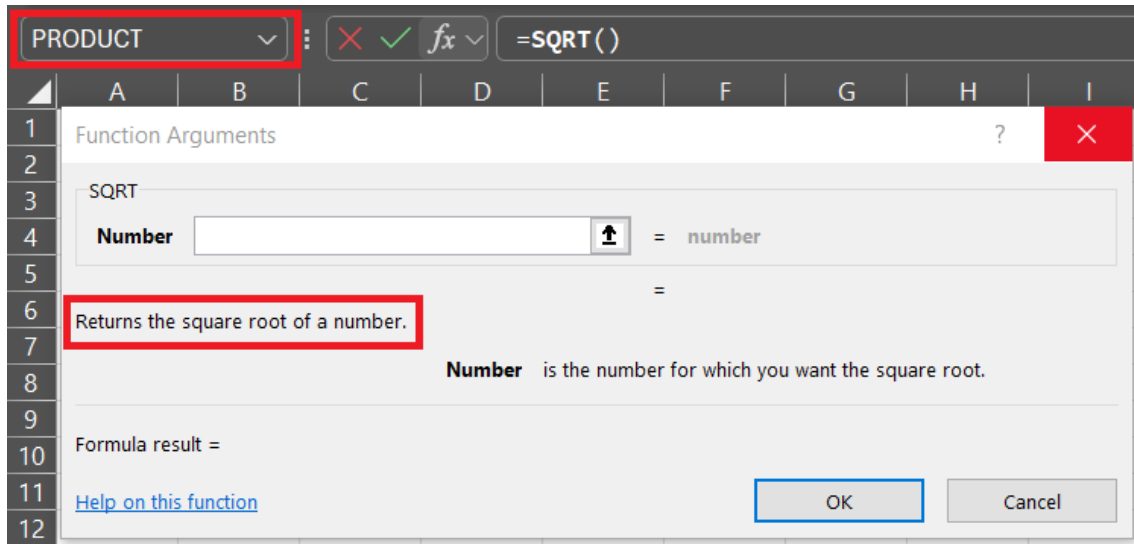 PRODUCT fx =SQRT()
A B C D E F G H I
1 Function Arguments ?
2
3 SQRT
4 Number = number
5
=
6 Returns the square root of a number.
7
8 Number is the number for which you want the square root.
9
10 Formula result =
11 Help on this function OK Cancel
12